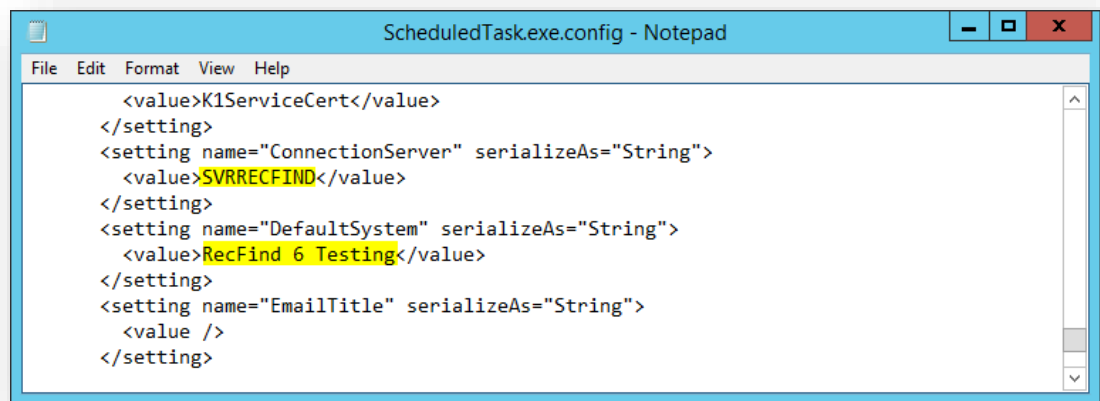 ScheduledTask.exe.config - Notepad
File Edit Format View Help
<value>K1ServiceCert</value>
</setting>
<setting name="ConnectionServer" serializeAs="String">
<value>SVRRECFIND</value>
</setting>
<setting name="DefaultSystem" serializeAs="String">
<value>RecFind 6 Testing</value>
</setting>
<setting name="EmailTitle" serializeAs="String">
<value />
</setting>